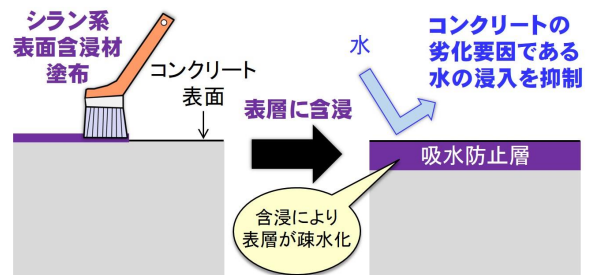 シラン系
表面含浸材
塗布
コンクリート
表面
表層に含浸
水
コンクリートの
劣化要因である
水の浸入を抑制
吸水防止層
含浸により
表層が疎水化